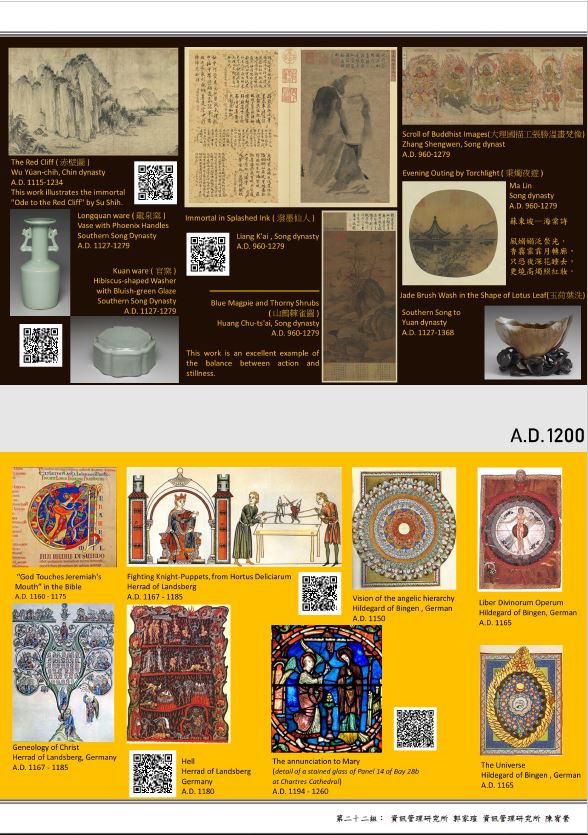 The Red Cliff ( 赤壁圖 )
Wu Yüan-chih, Chin dynasty
A.D. 1115-1234
This work illustrates the immortal
"Ode to the Red Cliff" by Su Shih.
Longquan ware ( 龍泉窯 )
Vase with Phoenix Handles
Southern Song Dynasty
A.D. 1127-1279
Kuan ware ( 官窯 )
Hibiscus-shaped Washer
with Bluish-green Glaze
Southern Song Dynasty
A.D. 1127-1279
Immortal in Splashed Ink ( 潑墨仙人 )
Liang K'ai , Song dynasty
A.D. 960-1279
Blue Magpie and Thorny Shrubs
( 山鷓棘雀圖 )
Huang Chu-ts'ai, Song dynasty
A.D. 960-1279
This work is an excellent example of
the balance between action and
stillness.
Scroll of Buddhist Images(大理國描工張勝溫畫梵像)
Zhang Shengwen, Song dynast
A.D. 960-1279
Evening Outing by Torchlight ( 秉燭夜遊 )
Ma Lin
Song dynasty
A.D. 960-1279
蘇東坡—海棠詩
風嫋嫋泛崇光，
香霧霏霏月轉廊，
只恐夜深花睡去，
更燒高燭照紅妝。
Jade Brush Wash in the Shape of Lotus Leaf(玉荷葉洗)
Southern Song to
Yuan dynasty
A.D. 1127-1368
A.D. 1200
"God Touches Jeremiah's
Mouth" in the Bible
A.D. 1160 - 1175
Fighting Knight-Puppets, from Hortus Deliciarum
Herrad of Landsberg
A.D. 1167 - 1185
Vision of the angelic hierarchy
Hildegard of Bingen , German
A.D. 1150
Liber Divinorum Operum
Hildegard of Bingen, German
A.D. 1165
Geneology of Christ
Herrad of Landsberg, Germany
A.D. 1167 - 1185
Hell
Herrad of Landsberg
Germany
A.D. 1180
The annunciation to Mary
(detail of a stained glass of Panel 14 of Bay 28b
at Chartres Cathedral)
A.D. 1194 - 1260
The Universe
Hildegard of Bingen , German
A.D. 1165
第二十二組： 資訊管理研究所 郭家瑄 資訊管理研究所 陳宥縈